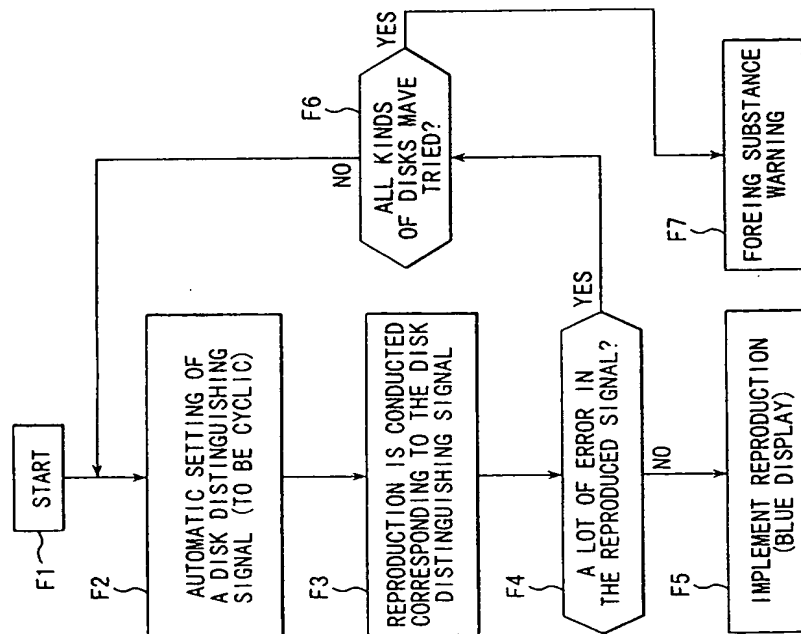 F1
START
F2
AUTOMATIC SETTING OF
A DISK DISTINGUISHING
SIGNAL (TO BE CYCLIC)
F3
REPRODUCTION IS CONDUCTED
CORRESPONDING TO THE DISK
DISTINGUISHING SIGNAL
F4
A LOT OF ERROR IN
THE REPRODUCED SIGNAL?
YES
NO
F5
IMPLEMENT REPRODUCTION
(BLUE DISPLAY)
F6
ALL KINDS
OF DISKS MAVE
TRIED?
NO
YES
F7
FOREING SUBSTANCE
WARNING